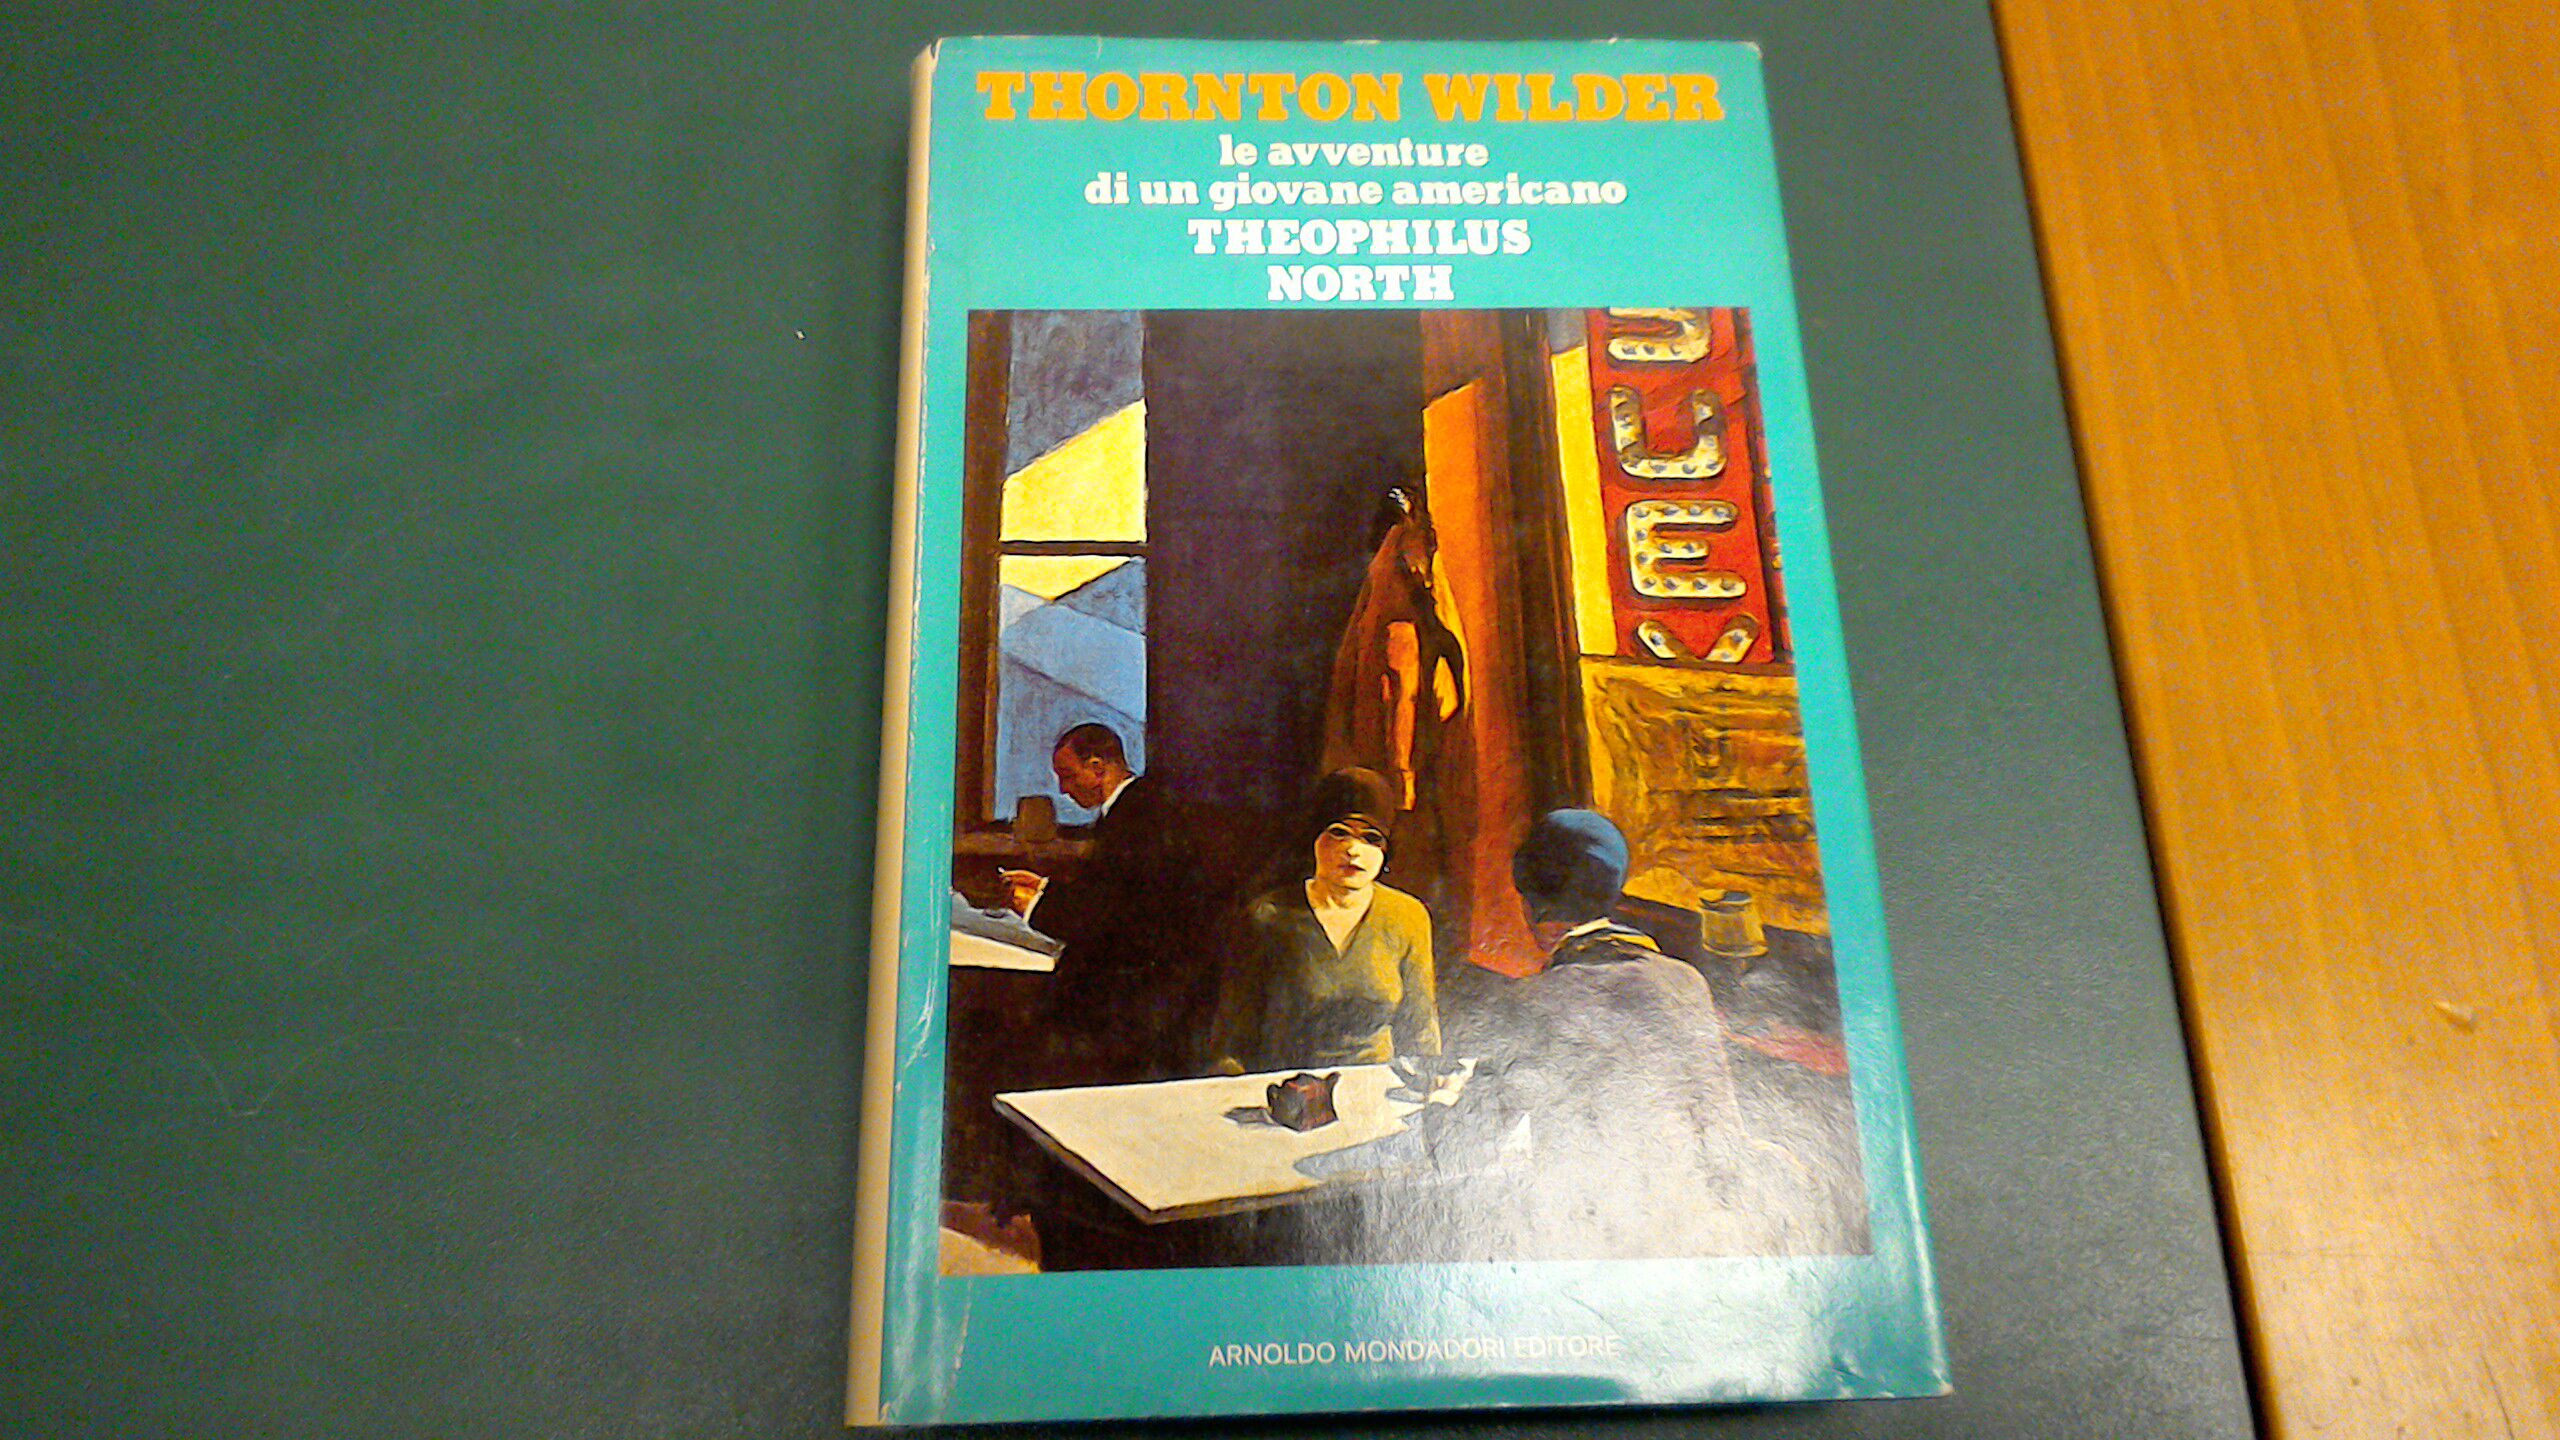 THORNTON WILDER
le avventure
di un giovane americano
THEOPHILUS
NORTH
ARNOLDO MONDADORI EDITORE